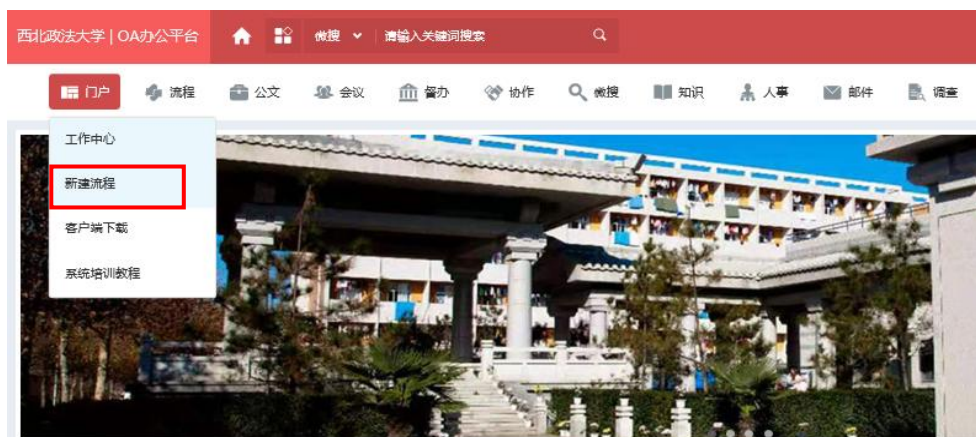 西北政法大学 | OA办公平台 微搜 请输入关键词搜索
门户 流程 公文 会议 督办 协作 微搜 知识 人事 邮件 调查
工作中心
新建流程
客户端下载
系统培训教程